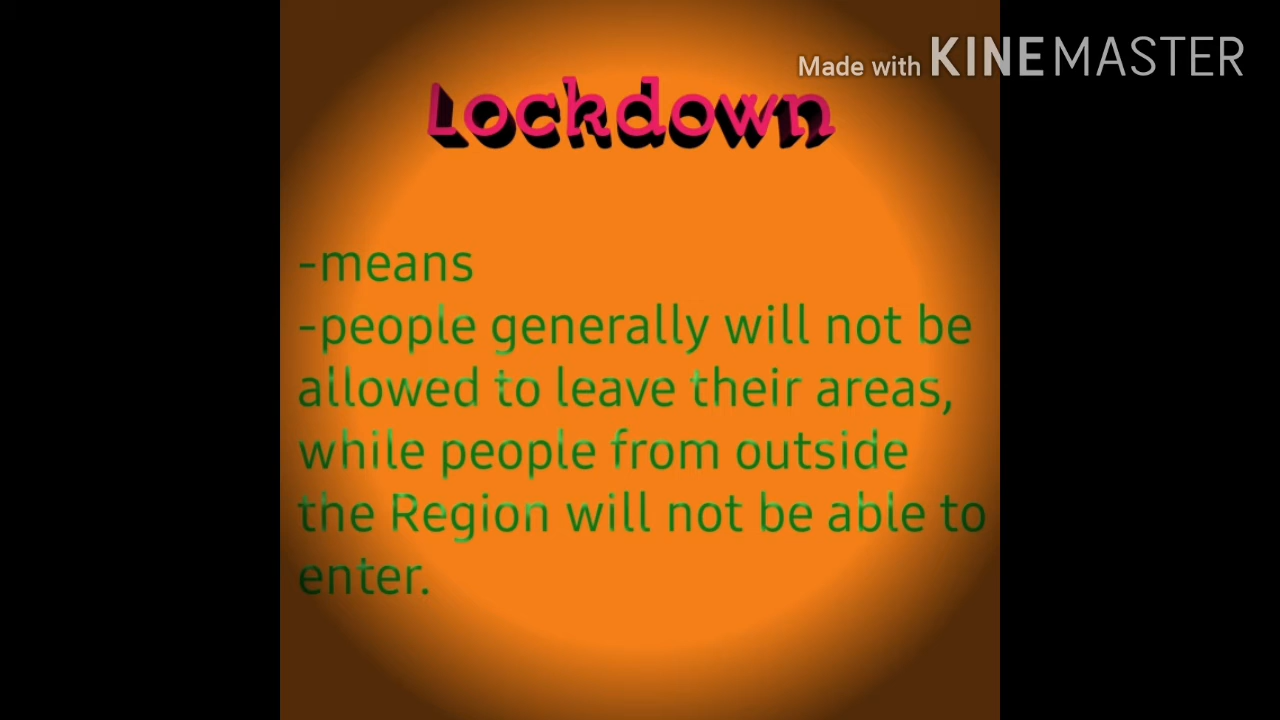 Made with KINEMASTER
Lockdown
-means
-people generally will not be
allowed to leave their areas,
while people from outside
the Region will not be able to
enter.